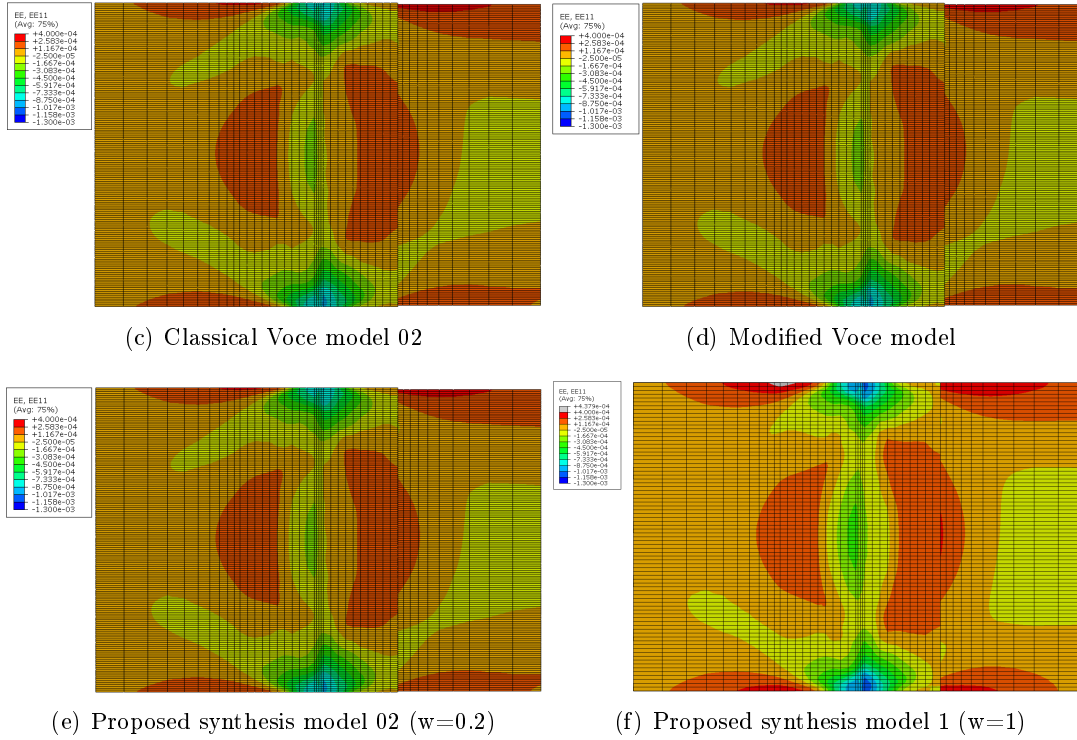 EE, EE11
(Avg: 75%)
+4.000e-04
+2.583e-04
+1.167e-04
-2.500e-05
-1.667e-04
-3.083e-04
-4.500e-04
-5.917e-04
-7.333e-04
-8.750e-04
-1.017e-03
-1.158e-03
-1.300e-03
EE, EE11
(Avg: 75%)
+4.000e-04
+2.583e-04
+1.167e-04
-2.500e-05
-1.667e-04
-3.083e-04
-4.500e-04
-5.917e-04
-7.333e-04
-8.750e-04
-1.017e-03
-1.158e-03
-1.300e-03
(c) Classical Voce model 02
(d) Modified Voce model
EE, EE11
(Avg: 75%)
+4.000e-04
+2.583e-04
+1.167e-04
-2.500e-05
-1.667e-04
-3.083e-04
-4.500e-04
-5.917e-04
-7.333e-04
-8.750e-04
-1.017e-03
-1.158e-03
-1.300e-03
EE, EE11
(Avg: 75%)
+4.379e-04
+4.000e-04
+2.583e-04
+1.167e-04
-2.500e-05
-1.667e-04
-3.083e-04
-4.500e-04
-5.917e-04
-7.333e-04
-8.750e-04
-1.017e-03
-1.158e-03
-1.300e-03
(e) Proposed synthesis model 02 (w=0.2)
(f) Proposed synthesis model 1 (w=1)